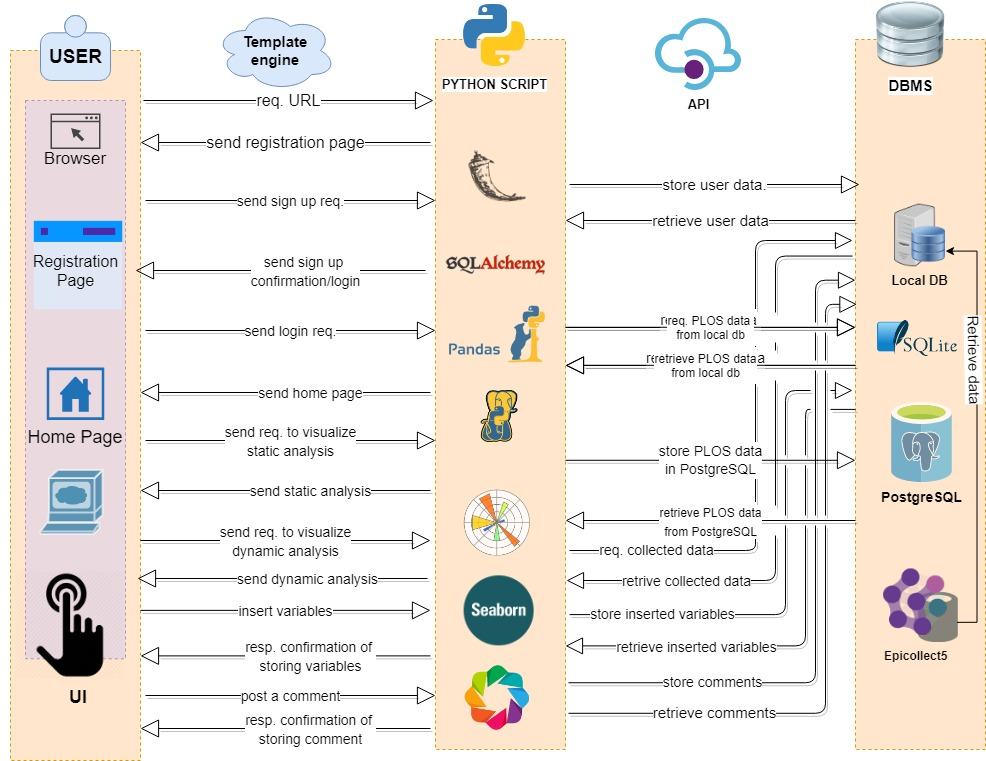 USER
Template
engine
PYTHON SCRIPT
API
DBMS
req. URL
Browser
send registration page
store user data.
send sign up req.
retrieve user data
Registration
Page
send sign up
confirmation/login
SQLAlchemy
Local DB
send login req.
req. PLOS data
from local db
Pandas
SQLite
Retrieve data
retrieve PLOS data
from local db
send home page
Home Page
send req. to visualize
static analysis
store PLOS data
in PostgreSQL
send static analysis
PostgreSQL
retrieve PLOS data
from PostgreSQL
send req. to visualize
dynamic analysis
req. collected data
send dynamic analysis
retrive collected data
insert variables
Seaborn
store inserted variables
resp. confirmation of
storing variables
retrieve inserted variables
Epicollect5
UI
post a comment
store comments
resp. confirmation of
storing comment
retrieve comments